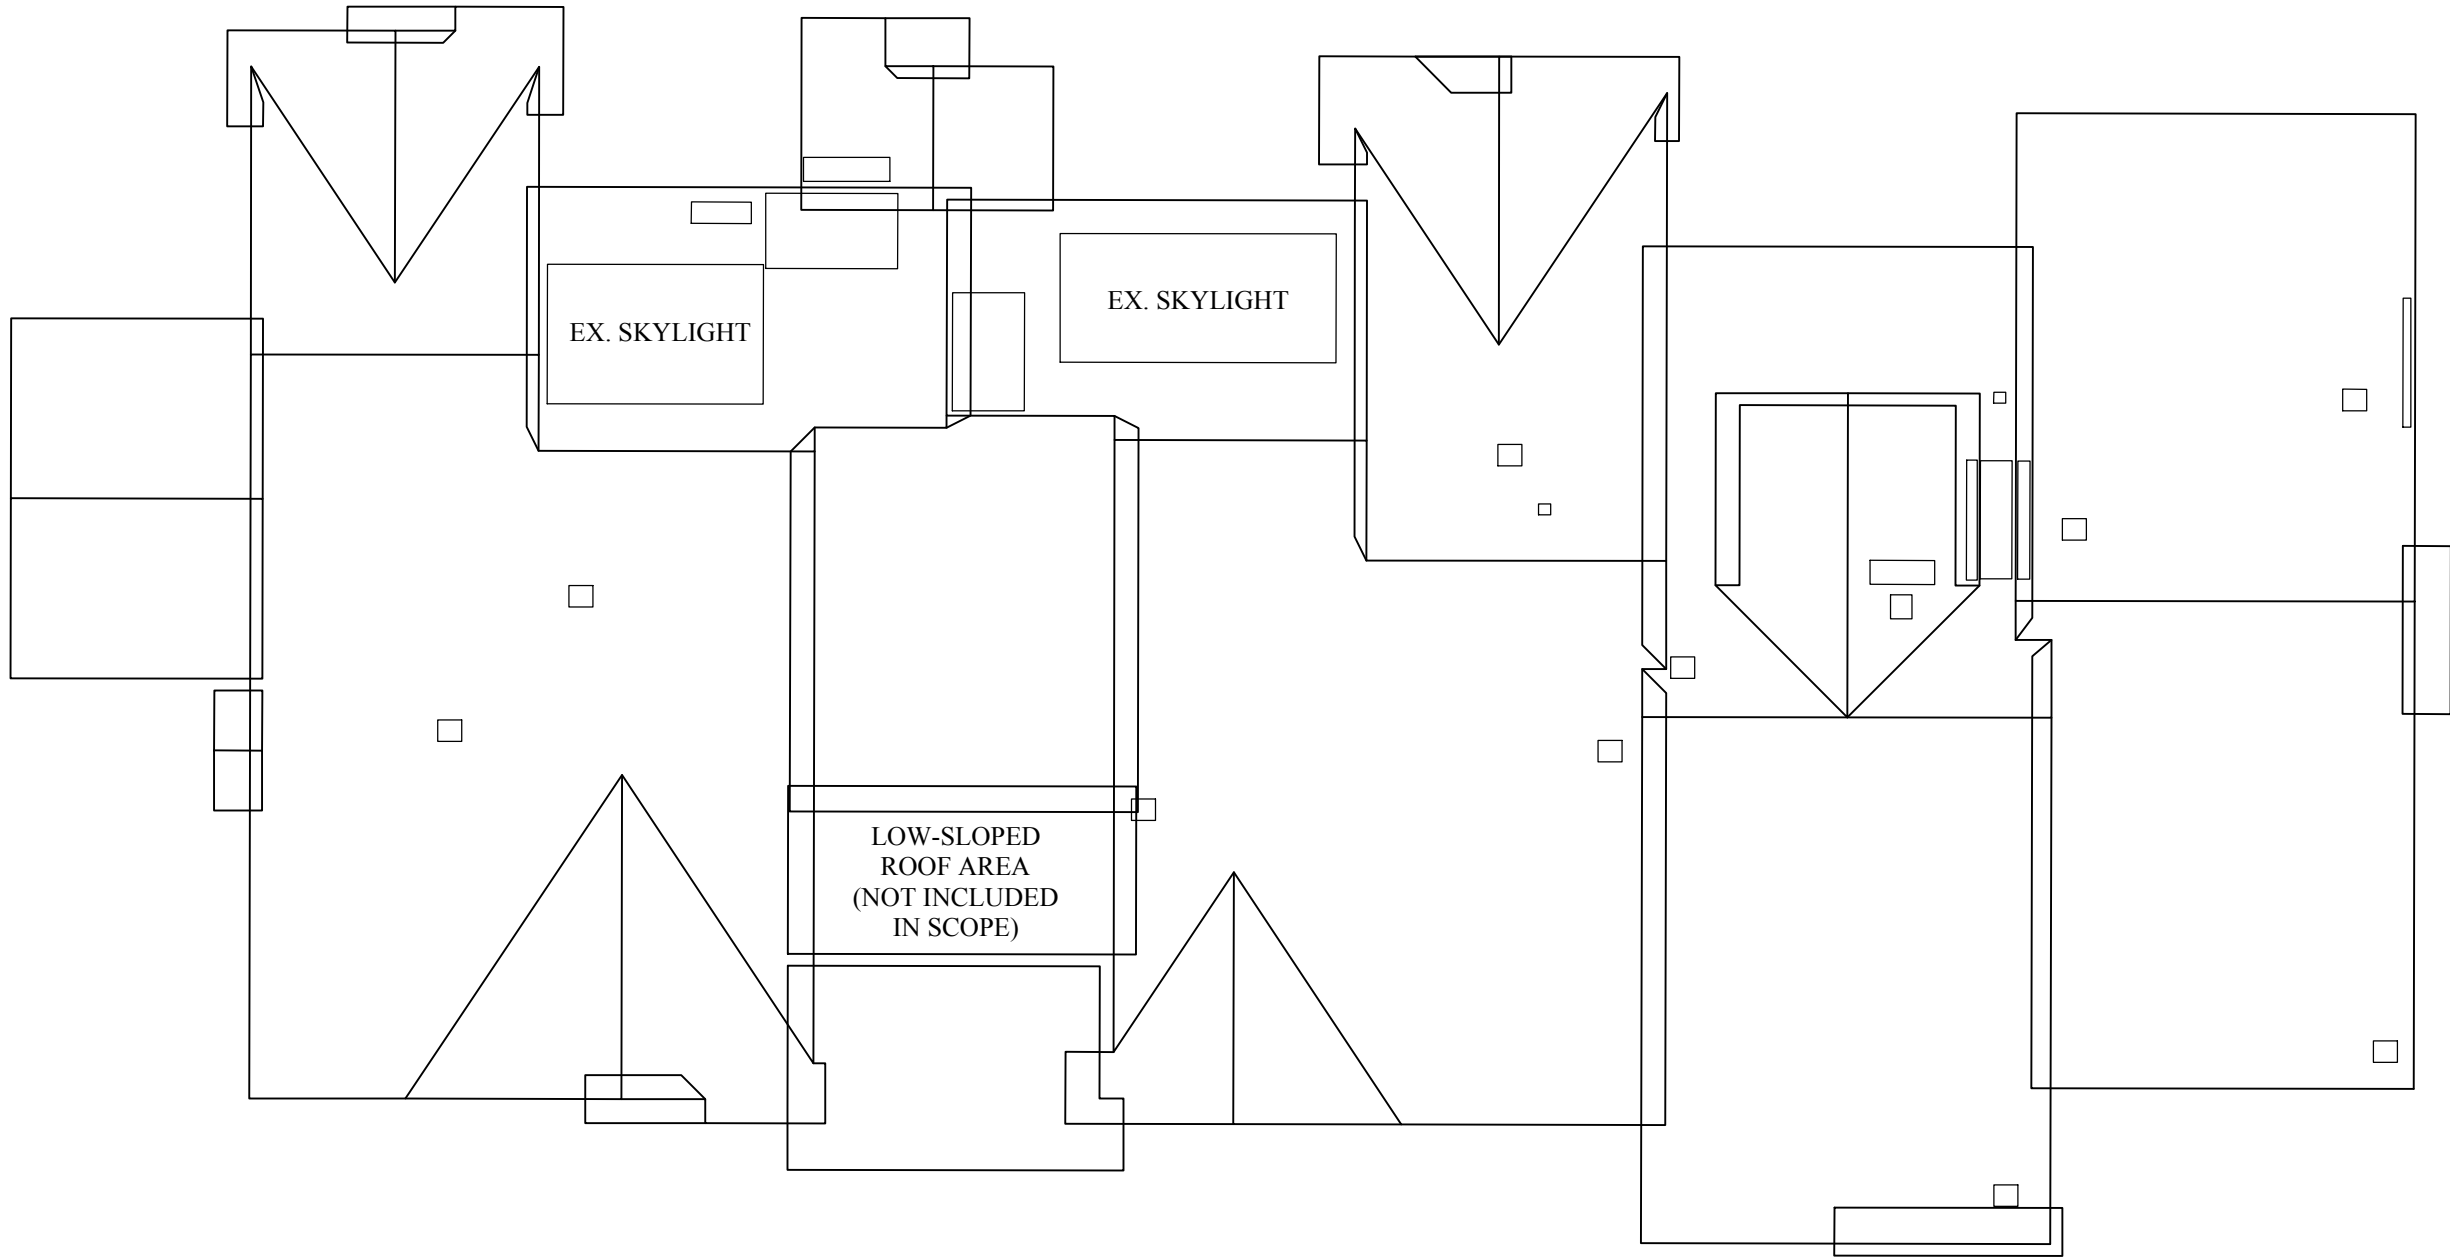 EX. SKYLIGHT
EX. SKYLIGHT
LOW-SLOPED
ROOF AREA
(NOT INCLUDED
IN SCOPE)